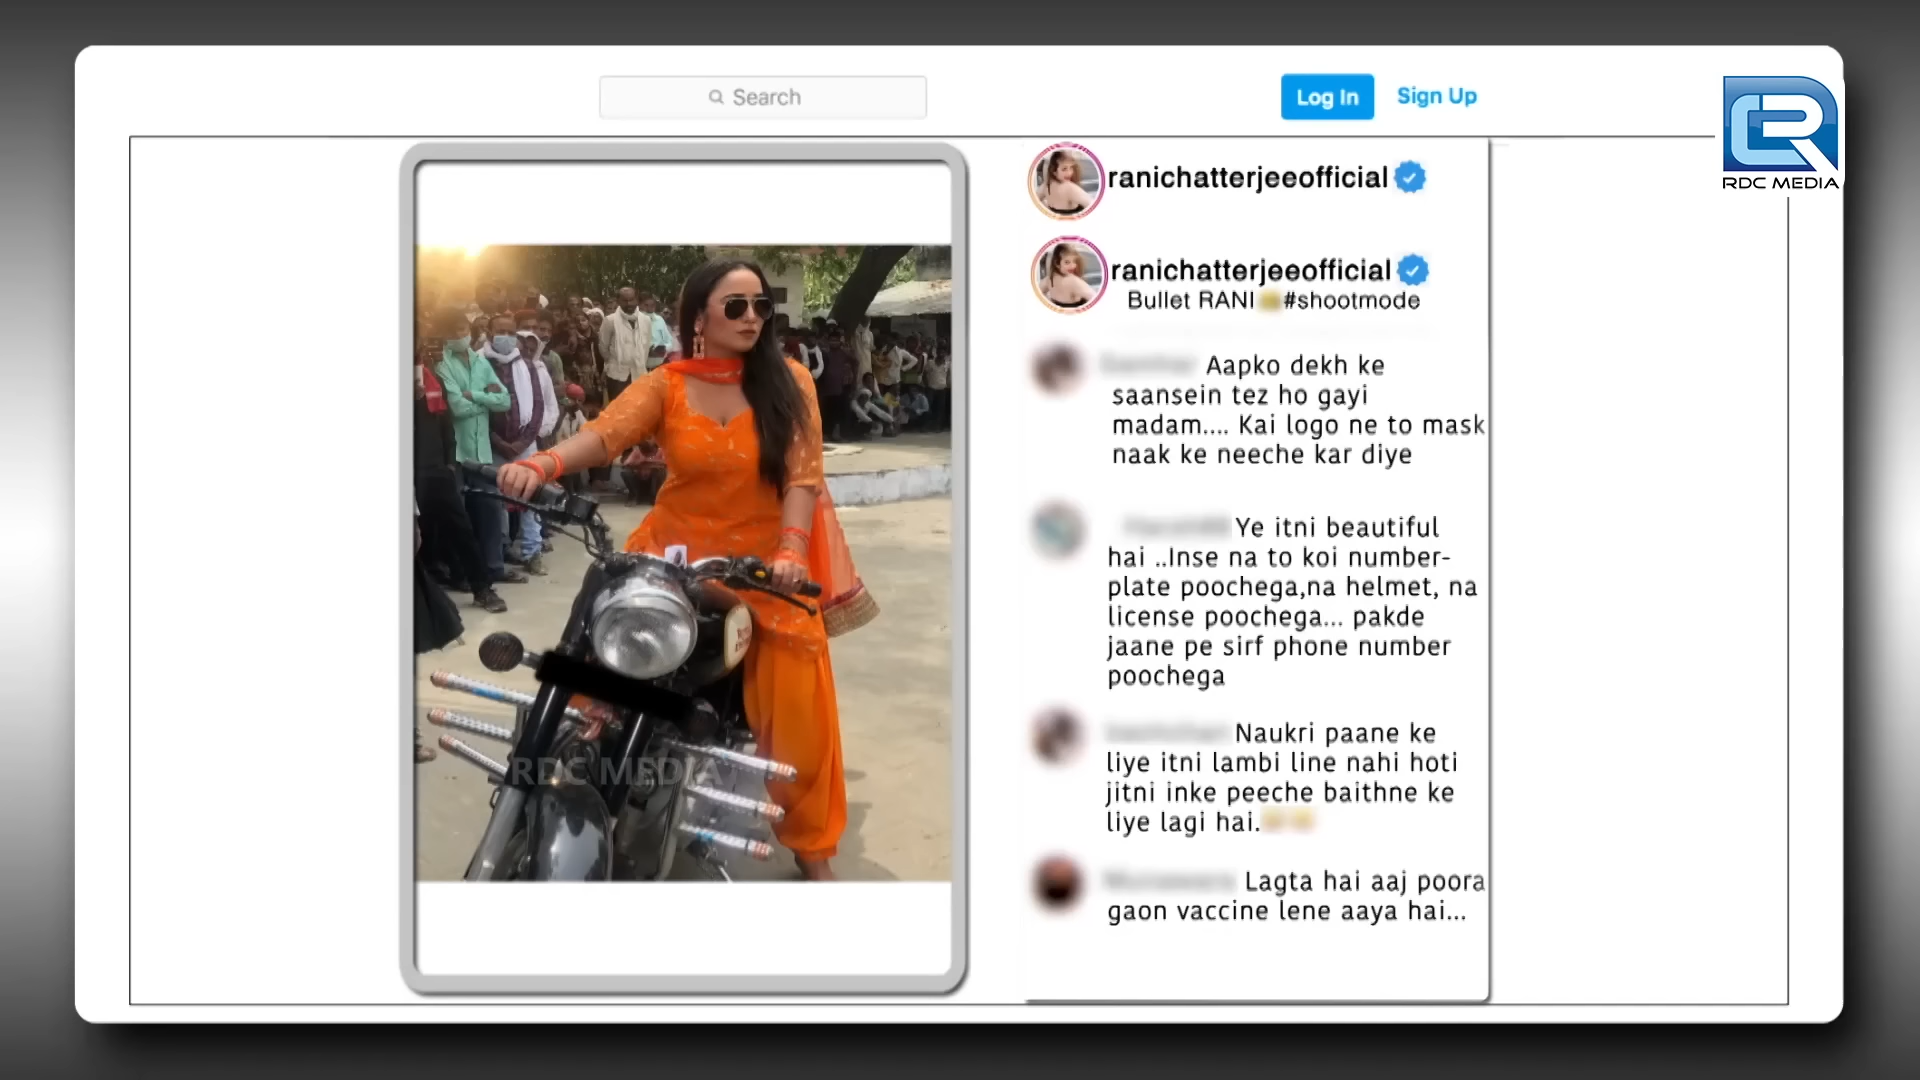 Search
Log In
Sign Up
RDC MEDIA
ranichatterjeeofficial
ranichatterjeeofficial
Bullet RANI #shootmode
Aapko dekh ke
saansein tez ho gayi
madam.... Kai logo ne to mask
naak ke neeche kar diye
Ye itni beautiful
hai ..Inse na to koi number-
plate poochega,na helmet, na
license poochega... pakde
jaane pe sirf phone number
poochega
Naukri paane ke
liye itni lambi line nahi hoti
jitni inke peeche baithne ke
liye lagi hai.
Lagta hai aaj poora
gaon vaccine lene aaya hai...
RDC MEDIA